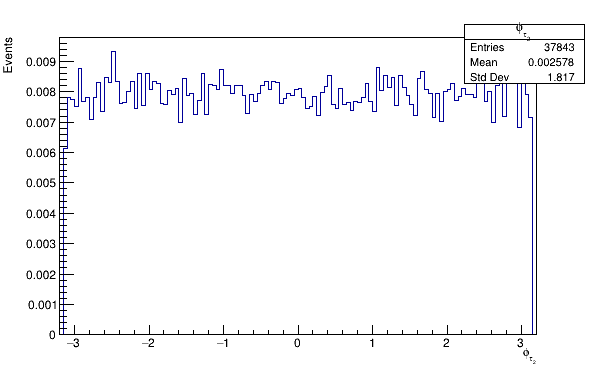 ϕτ₂
Entries 37843
Mean 0.002578
Std Dev 1.817
Events
0.009
0.008
0.007
0.006
0.005
0.004
0.003
0.002
0.001
0
−3 −2 −1 0 1 2 3
ϕτ₂